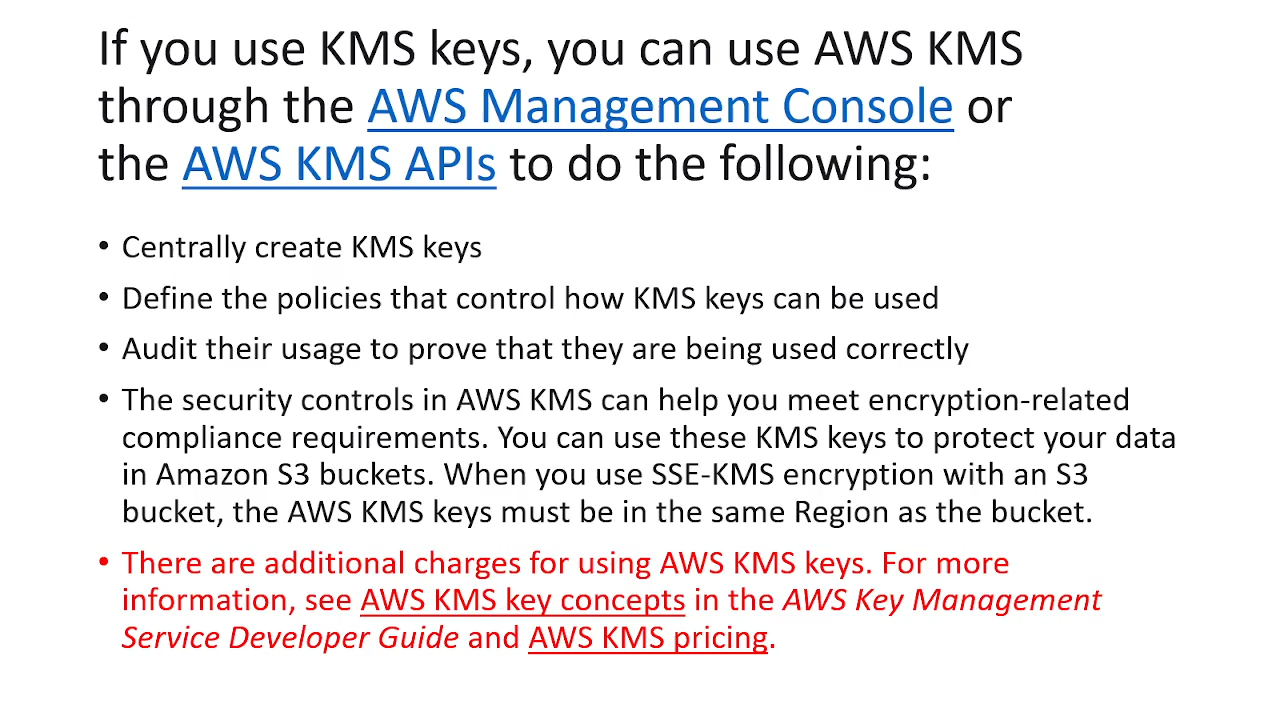 If you use KMS keys, you can use AWS KMS
through the AWS Management Console or
the AWS KMS APIs to do the following:
• Centrally create KMS keys
• Define the policies that control how KMS keys can be used
• Audit their usage to prove that they are being used correctly
• The security controls in AWS KMS can help you meet encryption-related
compliance requirements. You can use these KMS keys to protect your data
in Amazon S3 buckets. When you use SSE-KMS encryption with an S3
bucket, the AWS KMS keys must be in the same Region as the bucket.
• There are additional charges for using AWS KMS keys. For more
information, see AWS KMS key concepts in the AWS Key Management
Service Developer Guide and AWS KMS pricing.